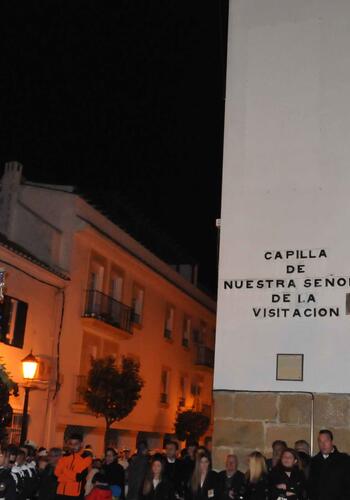 CAPILLA
DE
NUESTRA SEÑO
DE LA
VISITACION